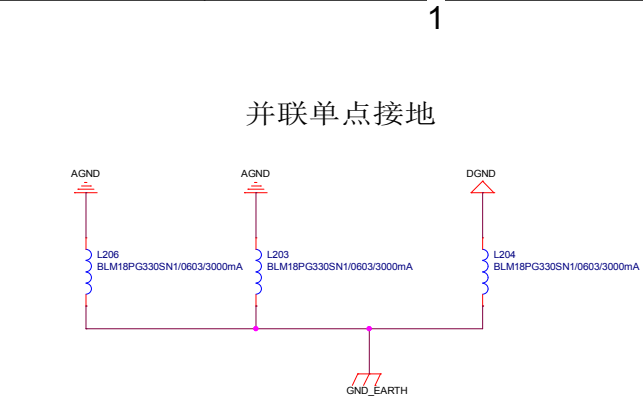 1
并联单点接地
AGND
AGND
DGND
L206
BLM18PG330SN1/0603/3000mA
L203
BLM18PG330SN1/0603/3000mA
L204
BLM18PG330SN1/0603/3000mA
GND_EARTH